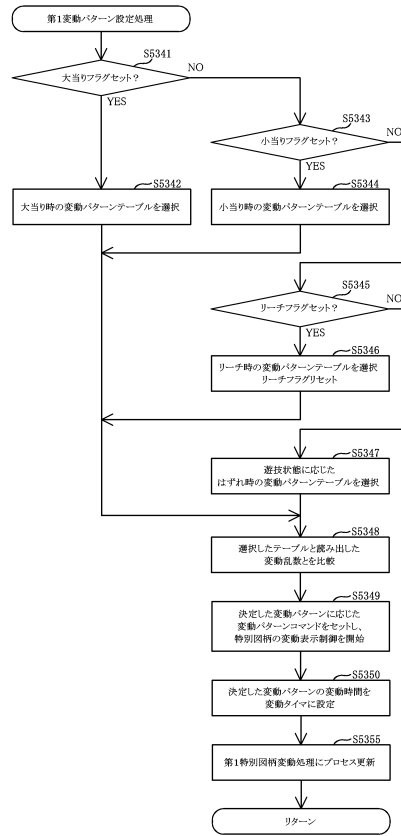 第1変動パターン設定処理
S5341
大当りフラグセット?
NO
YES
S5343
小当りフラグセット?
NO
YES
S5342
大当り時の変動パターンテーブルを選択
S5344
小当り時の変動パターンテーブルを選択
S5345
リーチフラグセット?
NO
YES
S5346
リーチ時の変動パターンテーブルを選択
リーチフラグリセット
S5347
遊技状態に応じた
はずれ時の変動パターンテーブルを選択
S5348
選択したテーブルと読み出した
変動乱数とを比較
S5349
決定した変動パターンに応じた
変動パターンコマンドをセットし、
特別図柄の変動表示制御を開始
S5350
決定した変動パターンの変動時間を
変動タイマに設定
S5355
第1特別図柄変動処理にプロセス更新
リターン